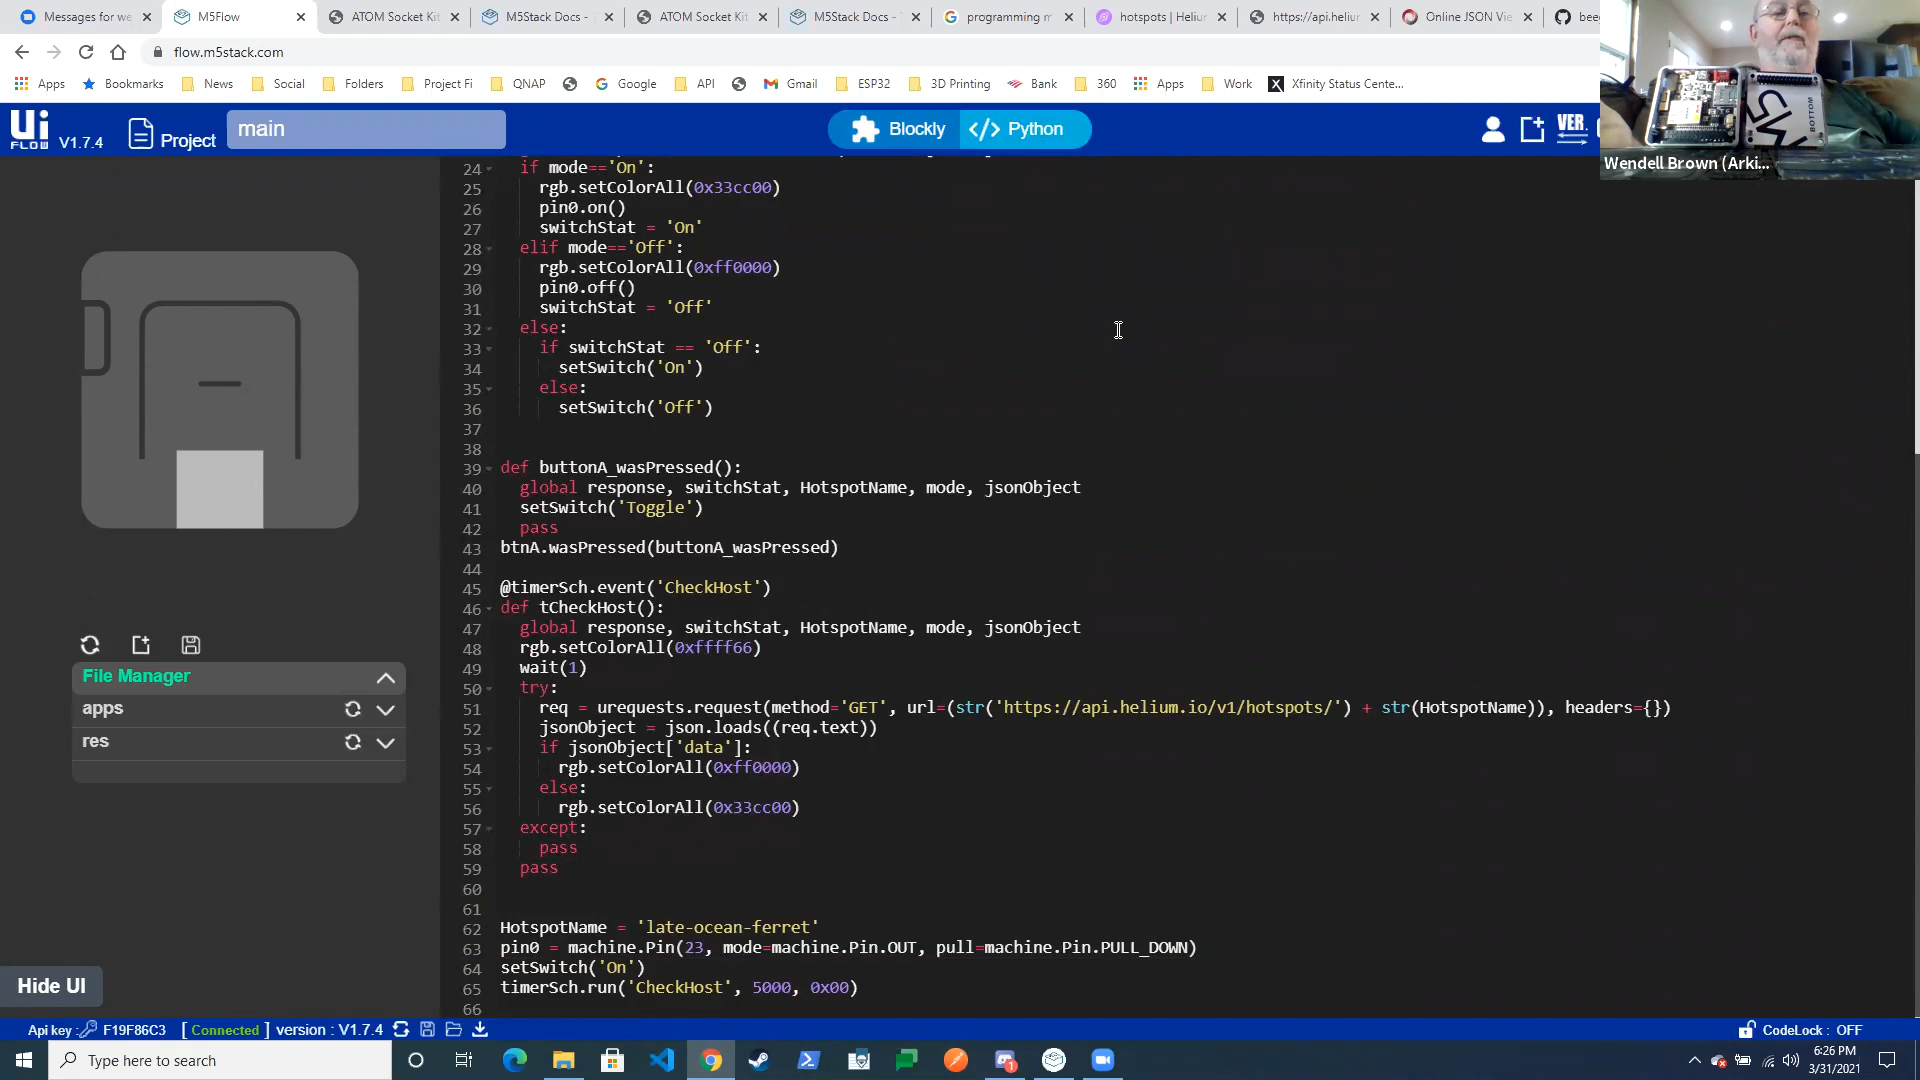 Messages for we
M5Flow
ATOM Socket Kit
M5Stack Docs -
ATOM Socket Kit
M5Stack Docs -
programming m
hotspots | Heliu
https://api.heliu
Online JSON Vie
bee
flow.m5stack.com
Apps
Bookmarks
News
Social
Folders
Project Fi
QNAP
Google
API
Gmail
ESP32
3D Printing
Bank
360
Apps
Work
Xfinity Status Cente...
Ui
FLOW
V1.7.4
Project
main
Blockly
</> Python
VER.
BOTTOM
Wendell Brown (Arki...
24 if mode=='On':
25 rgb.setColorAll(0x33cc00)
26 pin0.on()
27 switchStat = 'On'
28 elif mode=='Off':
29 rgb.setColorAll(0xff0000)
30 pin0.off()
31 switchStat = 'Off'
32 else:
33 if switchStat == 'Off':
34 setSwitch('On')
35 else:
36 setSwitch('Off')
37
38
39 def buttonA_wasPressed():
40 global response, switchStat, HotspotName, mode, jsonObject
41 setSwitch('Toggle')
42 pass
43 btnA.wasPressed(buttonA_wasPressed)
44
45 @timerSch.event('CheckHost')
46 def tCheckHost():
47 global response, switchStat, HotspotName, mode, jsonObject
48 rgb.setColorAll(0xffff66)
49 wait(1)
50 try:
51 req = urequests.request(method='GET', url=(str('https://api.helium.io/v1/hotspots/') + str(HotspotName)), headers={})
52 jsonObject = json.loads((req.text))
53 if jsonObject['data']:
54 rgb.setColorAll(0xff0000)
55 else:
56 rgb.setColorAll(0x33cc00)
57 except:
58 pass
59 pass
60
61
62 HotspotName = 'late-ocean-ferret'
63 pin0 = machine.Pin(23, mode=machine.Pin.OUT, pull=machine.Pin.PULL_DOWN)
64 setSwitch('On')
65 timerSch.run('CheckHost', 5000, 0x00)
66
File Manager
apps
res
Hide UI
Api key :
F19F86C3
[ Connected ]
version : V1.7.4
CodeLock : OFF
Type here to search
1
6:26 PM
3/31/2021